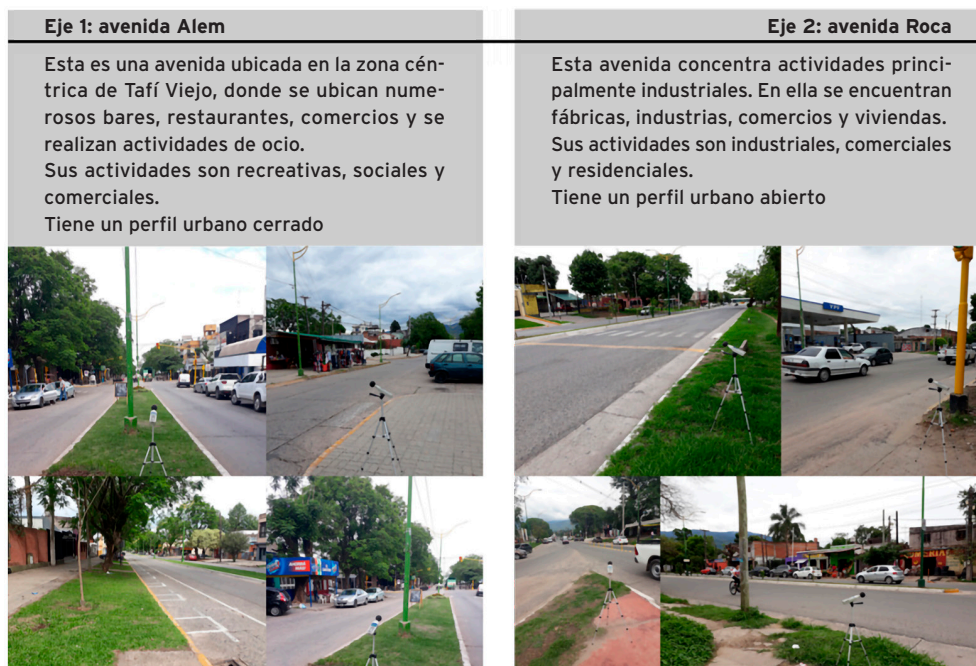 Eje 1: avenida Alem
Esta es una avenida ubicada en la zona cén-
trica de Tafí Viejo, donde se ubican nume-
rosos bares, restaurantes, comercios y se
realizan actividades de ocio.
Sus actividades son recreativas, sociales y
comerciales.
Tiene un perfil urbano cerrado
Eje 2: avenida Roca
Esta avenida concentra actividades princi-
palmente industriales. En ella se encuentran
fábricas, industrias, comercios y viviendas.
Sus actividades son industriales, comerciales
y residenciales.
Tiene un perfil urbano abierto